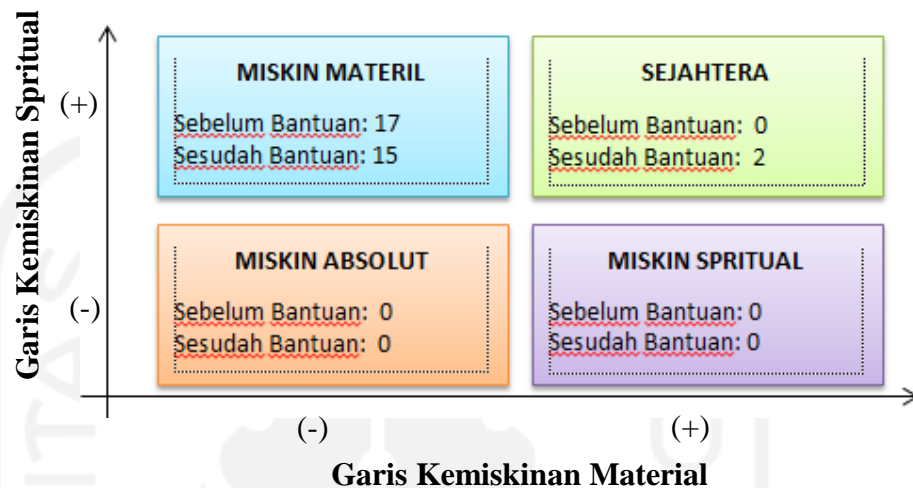 Garis Kemiskinan Spritual
(+)
(-)
MISKIN MATERIL
Sebelum Bantuan: 17
Sesudah Bantuan: 15
SEJAHTERA
Sebelum Bantuan: 0
Sesudah Bantuan: 2
MISKIN ABSOLUT
Sebelum Bantuan: 0
Sesudah Bantuan: 0
MISKIN SPRITUAL
Sebelum Bantuan: 0
Sesudah Bantuan: 0
(-)
(+)
Garis Kemiskinan Material